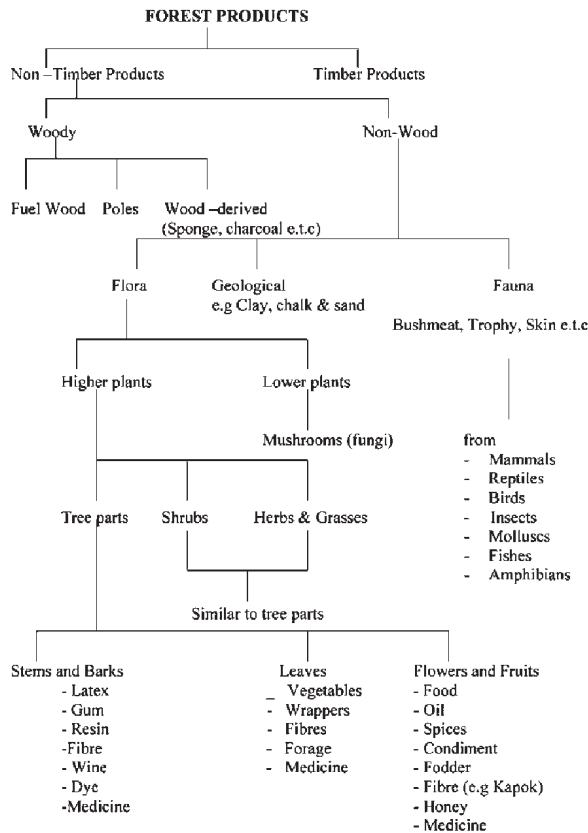 FOREST PRODUCTS
Non –Timber Products
Timber Products
Woody
Non-Wood
Fuel Wood
Poles
Wood –derived
(Sponge, charcoal e.t.c)
Flora
Geological
e.g Clay, chalk & sand
Fauna
Bushmeat, Trophy, Skin e.t.c
Higher plants
Lower plants
Mushrooms (fungi)
from
- Mammals
- Reptiles
- Birds
- Insects
- Molluscs
- Fishes
- Amphibians
Tree parts
Shrubs
Herbs & Grasses
Similar to tree parts
Stems and Barks
- Latex
- Gum
- Resin
-Fibre
- Wine
- Dye
-Medicine
Leaves
_ Vegetables
- Wrappers
- Fibres
- Forage
- Medicine
Flowers and Fruits
- Food
- Oil
- Spices
- Condiment
- Fodder
- Fibre (e.g Kapok)
- Honey
- Medicine